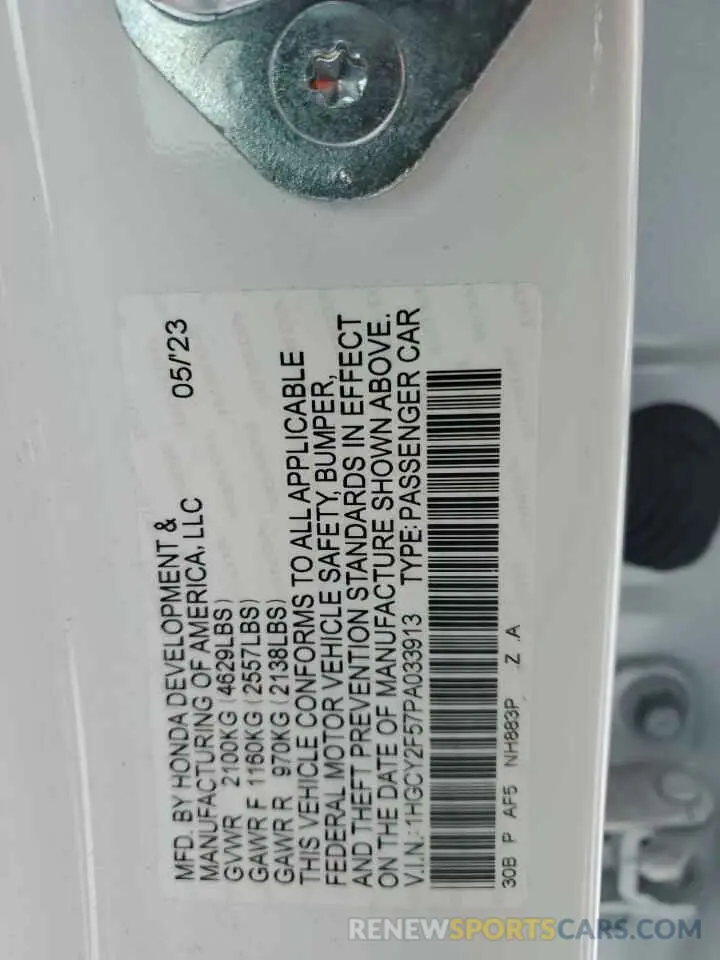 MFD. BY HONDA DEVELOPMENT & 05/'23
MANUFACTURING OF AMERICA, LLC
GVWR 2100KG (4629LBS)
GAWR F 1160KG (2557LBS)
GAWR R 970KG (2138LBS)
THIS VEHICLE CONFORMS TO ALL APPLICABLE
FEDERAL MOTOR VEHICLE SAFETY, BUMPER,
AND THEFT PREVENTION STANDARDS IN EFFECT
ON THE DATE OF MANUFACTURE SHOWN ABOVE.
V.I.N.: 1HGCY2F57PA033913 TYPE: PASSENGER CAR
30B P AF5 NH883P Z A
RENEWSPORTSCARS.COM